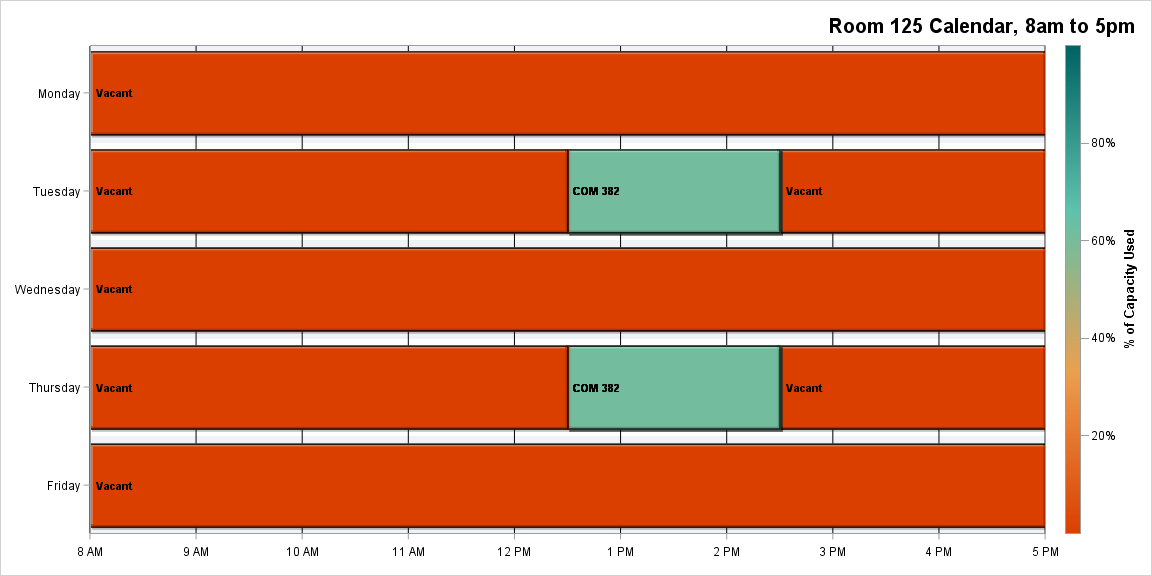 Room 125 Calendar, 8am to 5pm
Monday
Vacant
Tuesday
Vacant
COM 382
Vacant
Wednesday
Vacant
Thursday
Vacant
COM 382
Vacant
Friday
Vacant
8 AM
9 AM
10 AM
11 AM
12 PM
1 PM
2 PM
3 PM
4 PM
5 PM
80%
60%
40%
20%
% of Capacity Used